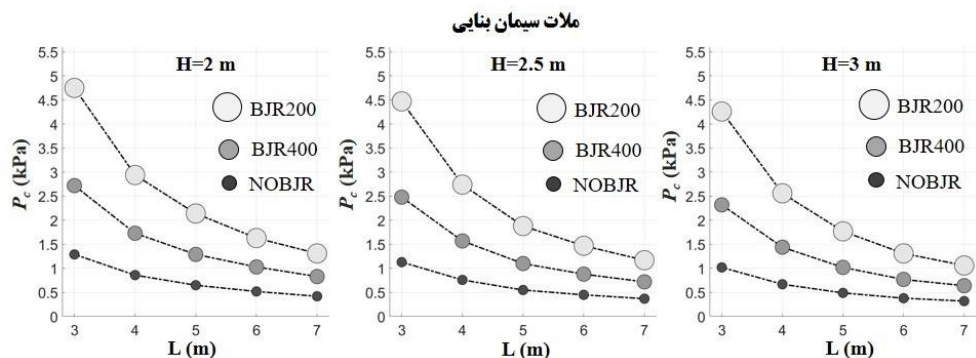 ملات سیمان بنایی
H=2 m
5.5
5
4.5
4
3.5
3
2.5
2
1.5
1
0.5
0
P_c (kPa)
BJR200
BJR400
NOBJR
3 4 5 6 7
L (m)
H=2.5 m
5.5
5
4.5
4
3.5
3
2.5
2
1.5
1
0.5
0
P_c (kPa)
BJR200
BJR400
NOBJR
3 4 5 6 7
L (m)
H=3 m
5.5
5
4.5
4
3.5
3
2.5
2
1.5
1
0.5
0
P_c (kPa)
BJR200
BJR400
NOBJR
3 4 5 6 7
L (m)